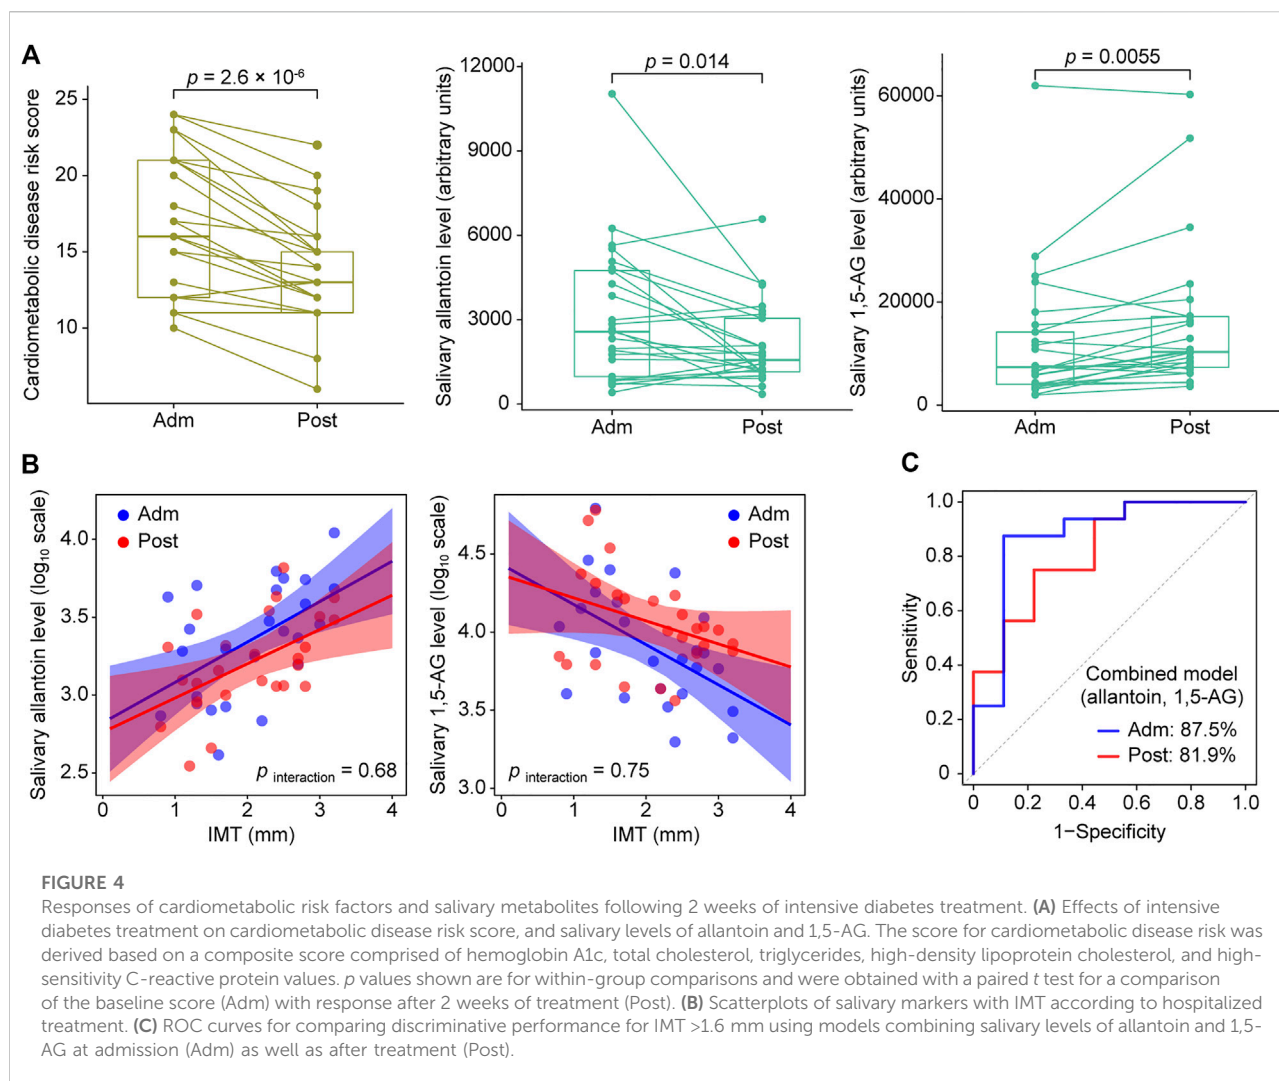 A
Cardiometabolic disease risk score
25
20
15
10
p = 2.6 × 10-6
Adm
Post
Salivary allantoin level (arbitrary units)
12000
9000
6000
3000
0
p = 0.014
Adm
Post
Salivary 1,5-AG level (arbitrary units)
60000
40000
20000
0
p = 0.0055
Adm
Post
B
Salivary allantoin level (log10 scale)
4.0
3.5
3.0
2.5
Adm
Post
p interaction = 0.68
0
1
2
3
4
IMT (mm)
Salivary 1,5-AG level (log10 scale)
4.5
4.0
3.5
3.0
Adm
Post
p interaction = 0.75
0
1
2
3
4
IMT (mm)
C
Sensitivity
1.0
0.8
0.6
0.4
0.2
0
Combined model
(allantoin, 1,5-AG)
Adm: 87.5%
Post: 81.9%
0
0.2
0.4
0.6
0.8
1.0
1−Specificity
FIGURE 4
Responses of cardiometabolic risk factors and salivary metabolites following 2 weeks of intensive diabetes treatment. (A) Effects of intensive
diabetes treatment on cardiometabolic disease risk score, and salivary levels of allantoin and 1,5-AG. The score for cardiometabolic disease risk was
derived based on a composite score comprised of hemoglobin A1c, total cholesterol, triglycerides, high-density lipoprotein cholesterol, and high-
sensitivity C-reactive protein values. p values shown are for within-group comparisons and were obtained with a paired t test for a comparison
of the baseline score (Adm) with response after 2 weeks of treatment (Post). (B) Scatterplots of salivary markers with IMT according to hospitalized
treatment. (C) ROC curves for comparing discriminative performance for IMT >1.6 mm using models combining salivary levels of allantoin and 1,5-
AG at admission (Adm) as well as after treatment (Post).